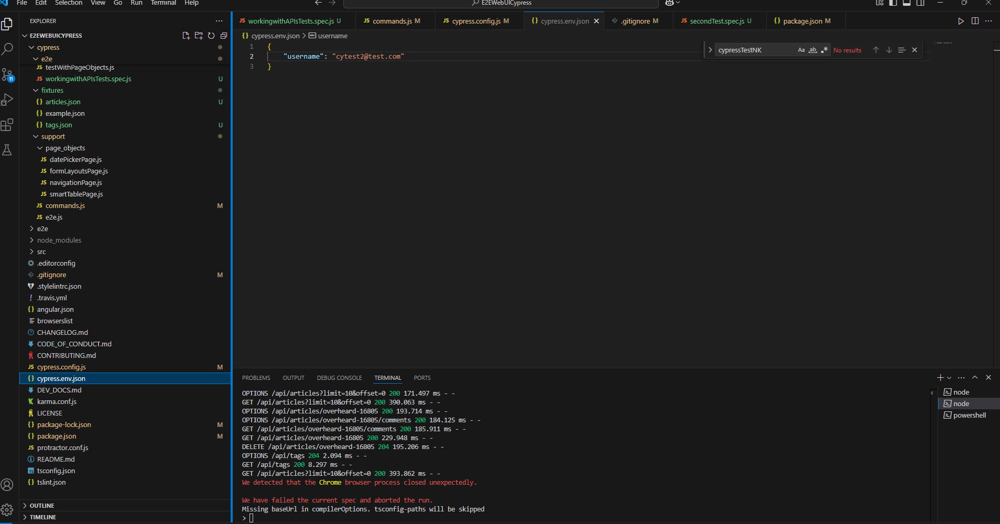 File Edit Selection View Go Run Terminal Help
E2EWebUICypress
EXPLORER
E2EWEBUICYPRESS
cypress
e2e
testWithPageObjects.js
JS workingwithAPIsTests.spec.js U
fixtures
{} articles.json U
{} example.json
{} tags.json U
support
page_objects
JS datePickerPage.js
JS formLayoutsPage.js
JS navigationPage.js
JS smartTablePage.js
JS commands.js M
JS e2e.js
e2e
node_modules
src
.editorconfig
.gitignore M
.stylelintrc.json
! .travis.yml
{} angular.json
browserslist
CHANGELOG.md
CODE_OF_CONDUCT.md
CONTRIBUTING.md
JS cypress.config.js M
{} cypress.env.json
DEV_DOCS.md
karma.conf.js
LICENSE
{} package-lock.json M
{} package.json M
JS protractor.conf.js
README.md
TS tsconfig.json
{} tslint.json
OUTLINE
TIMELINE
11
JS workingwithAPIsTests.spec.js U
JS commands.js M
JS cypress.config.js M
{} cypress.env.json
.gitignore M
JS secondTest.spec.js U
{} package.json M
{} cypress.env.json > abc username
1 {
2 "username": "cytest2@test.com"
3 }
cypressTestNK Aa ab .* No results
PROBLEMS OUTPUT DEBUG CONSOLE TERMINAL PORTS
OPTIONS /api/articles?limit=10&offset=0 200 171.497 ms - -
GET /api/articles?limit=10&offset=0 200 390.063 ms - -
OPTIONS /api/articles/overheard-16805 200 193.714 ms - -
OPTIONS /api/articles/overheard-16805/comments 200 184.125 ms - -
GET /api/articles/overheard-16805/comments 200 185.911 ms - -
GET /api/articles/overheard-16805 200 229.948 ms - -
DELETE /api/articles/overheard-16805 204 195.206 ms - -
OPTIONS /api/tags 204 2.094 ms - -
GET /api/tags 200 8.297 ms - -
GET /api/articles?limit=10&offset=0 200 393.862 ms - -
We detected that the Chrome browser process closed unexpectedly.
We have failed the current spec and aborted the run.
Missing baseUrl in compilerOptions. tsconfig-paths will be skipped
>
node
node
powershell